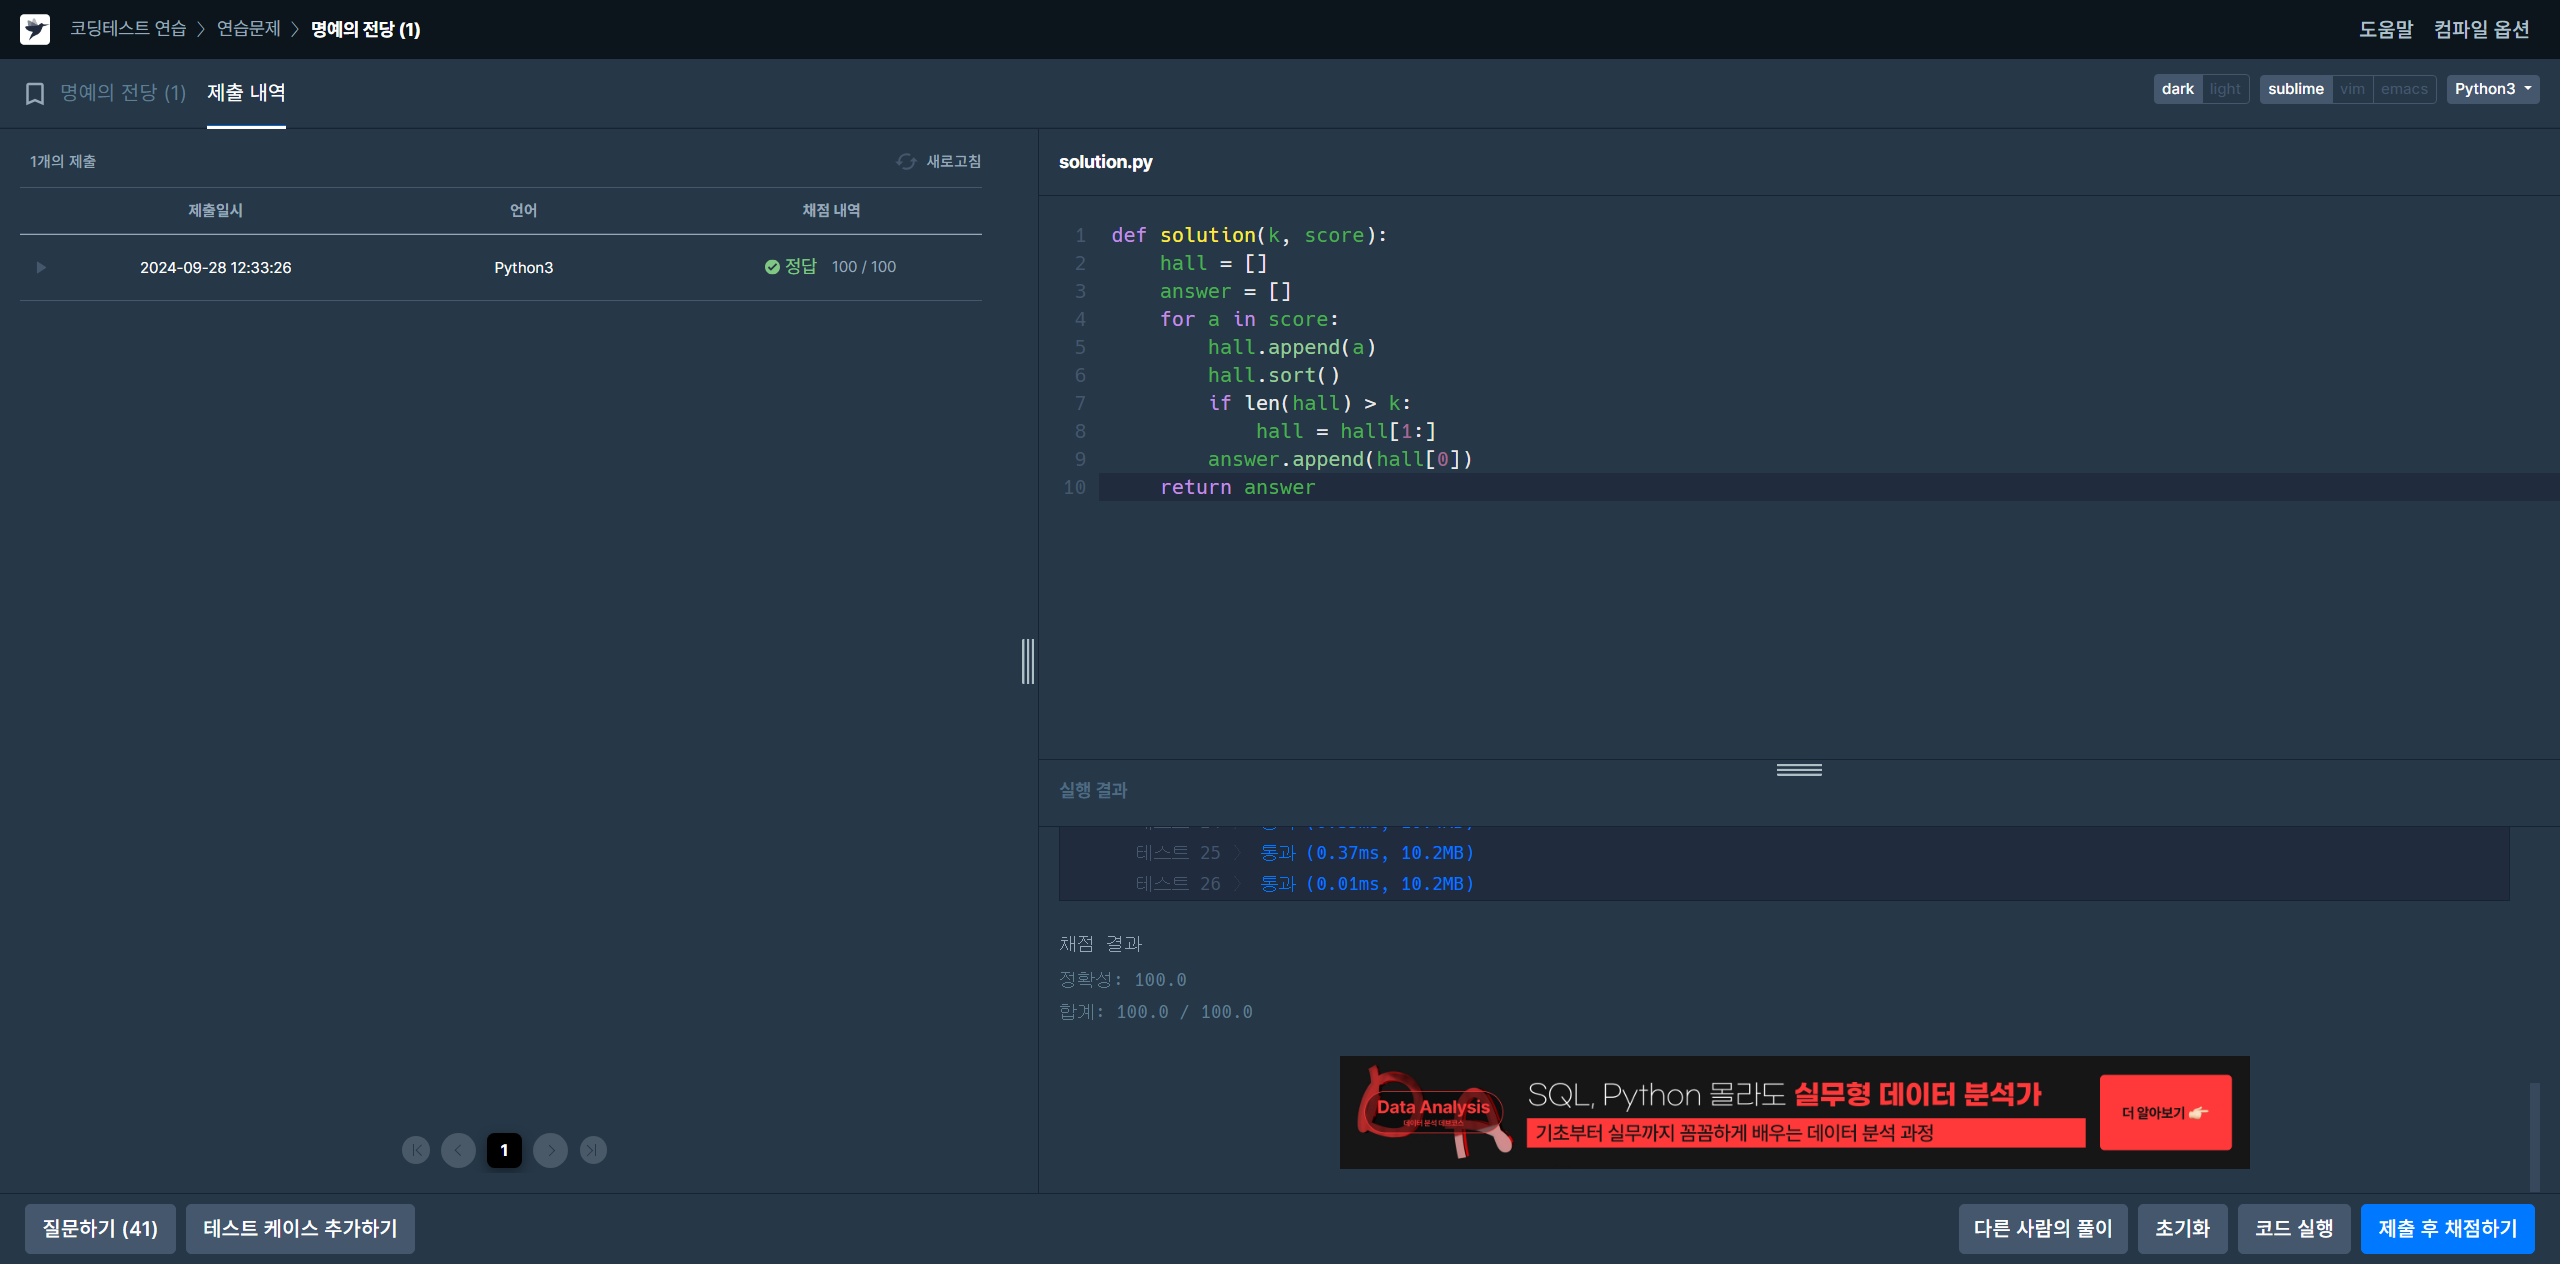 코딩테스트 연습 > 연습문제 > 명예의 전당 (1)
도움말 컴파일 옵션
명예의 전당 (1) 제출 내역
dark light sublime vim emacs Python3
1개의 제출 새로고침
제출일시 언어 채점 내역
2024-09-28 12:33:26 Python3 정답 100 / 100
solution.py
1 def solution(k, score):
2     hall = []
3     answer = []
4     for a in score:
5         hall.append(a)
6         hall.sort()
7         if len(hall) > k:
8             hall = hall[1:]
9         answer.append(hall[0])
10     return answer
실행 결과
테스트 25 > 통과 (0.37ms, 10.2MB)
테스트 26 > 통과 (0.01ms, 10.2MB)
채점 결과
정확성: 100.0
합계: 100.0 / 100.0
Data Analysis
SQL, Python 몰라도 실무형 데이터 분석가
기초부터 실무까지 꼼꼼하게 배우는 데이터 분석 과정
더 알아보기
1
질문하기 (41) 테스트 케이스 추가하기
다른 사람의 풀이 초기화 코드 실행 제출 후 채점하기